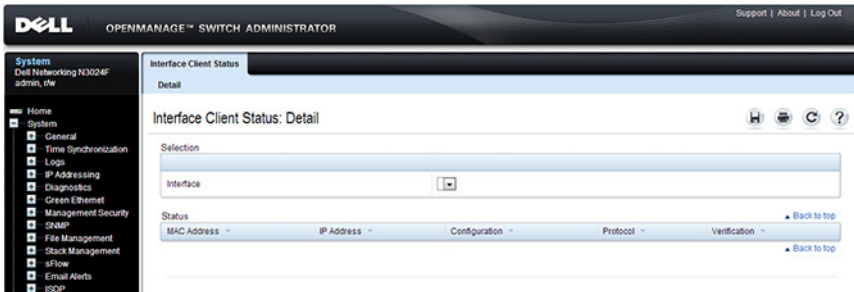 Support | About | Log Out
DELL OPENMANAGE™ SWITCH ADMINISTRATOR
System
Dell Networking N3024F
admin, r/w
Home
System
General
Time Synchronization
Logs
IP Addressing
Diagnostics
Green Ethernet
Management Security
SNMP
File Management
Stack Management
sFlow
Email Alerts
ISDP
Interface Client Status
Detail
Interface Client Status: Detail
Selection
Interface
Status
Back to top
MAC Address IP Address Configuration Protocol Verification
Back to top